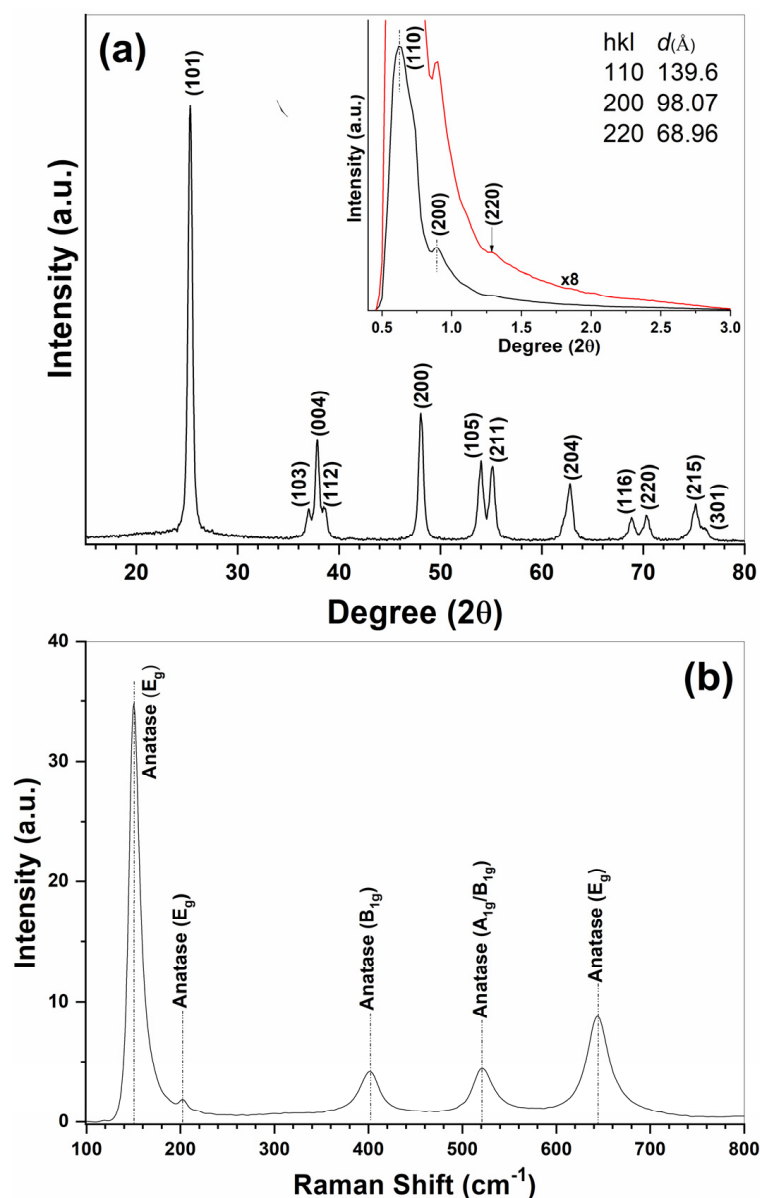 (a)
(101)
(103)
(004)
(112)
(200)
(105)
(211)
(204)
(116)
(220)
(215)
(301)
Intensity (a.u.)
20 30 40 50 60 70 80
Degree (2θ)
hkl d(Å)
110 139.6
200 98.07
220 68.96
(110)
(200)
(220)
x8
Intensity (a.u.)
0.5 1.0 1.5 2.0 2.5 3.0
Degree (2θ)
(b)
40
30
20
10
0
Intensity (a.u.)
Anatase (Eg)
Anatase (Eg)
Anatase (B1g)
Anatase (A1g/B1g)
Anatase (Eg)
100 200 300 400 500 600 700 800
Raman Shift (cm-1)